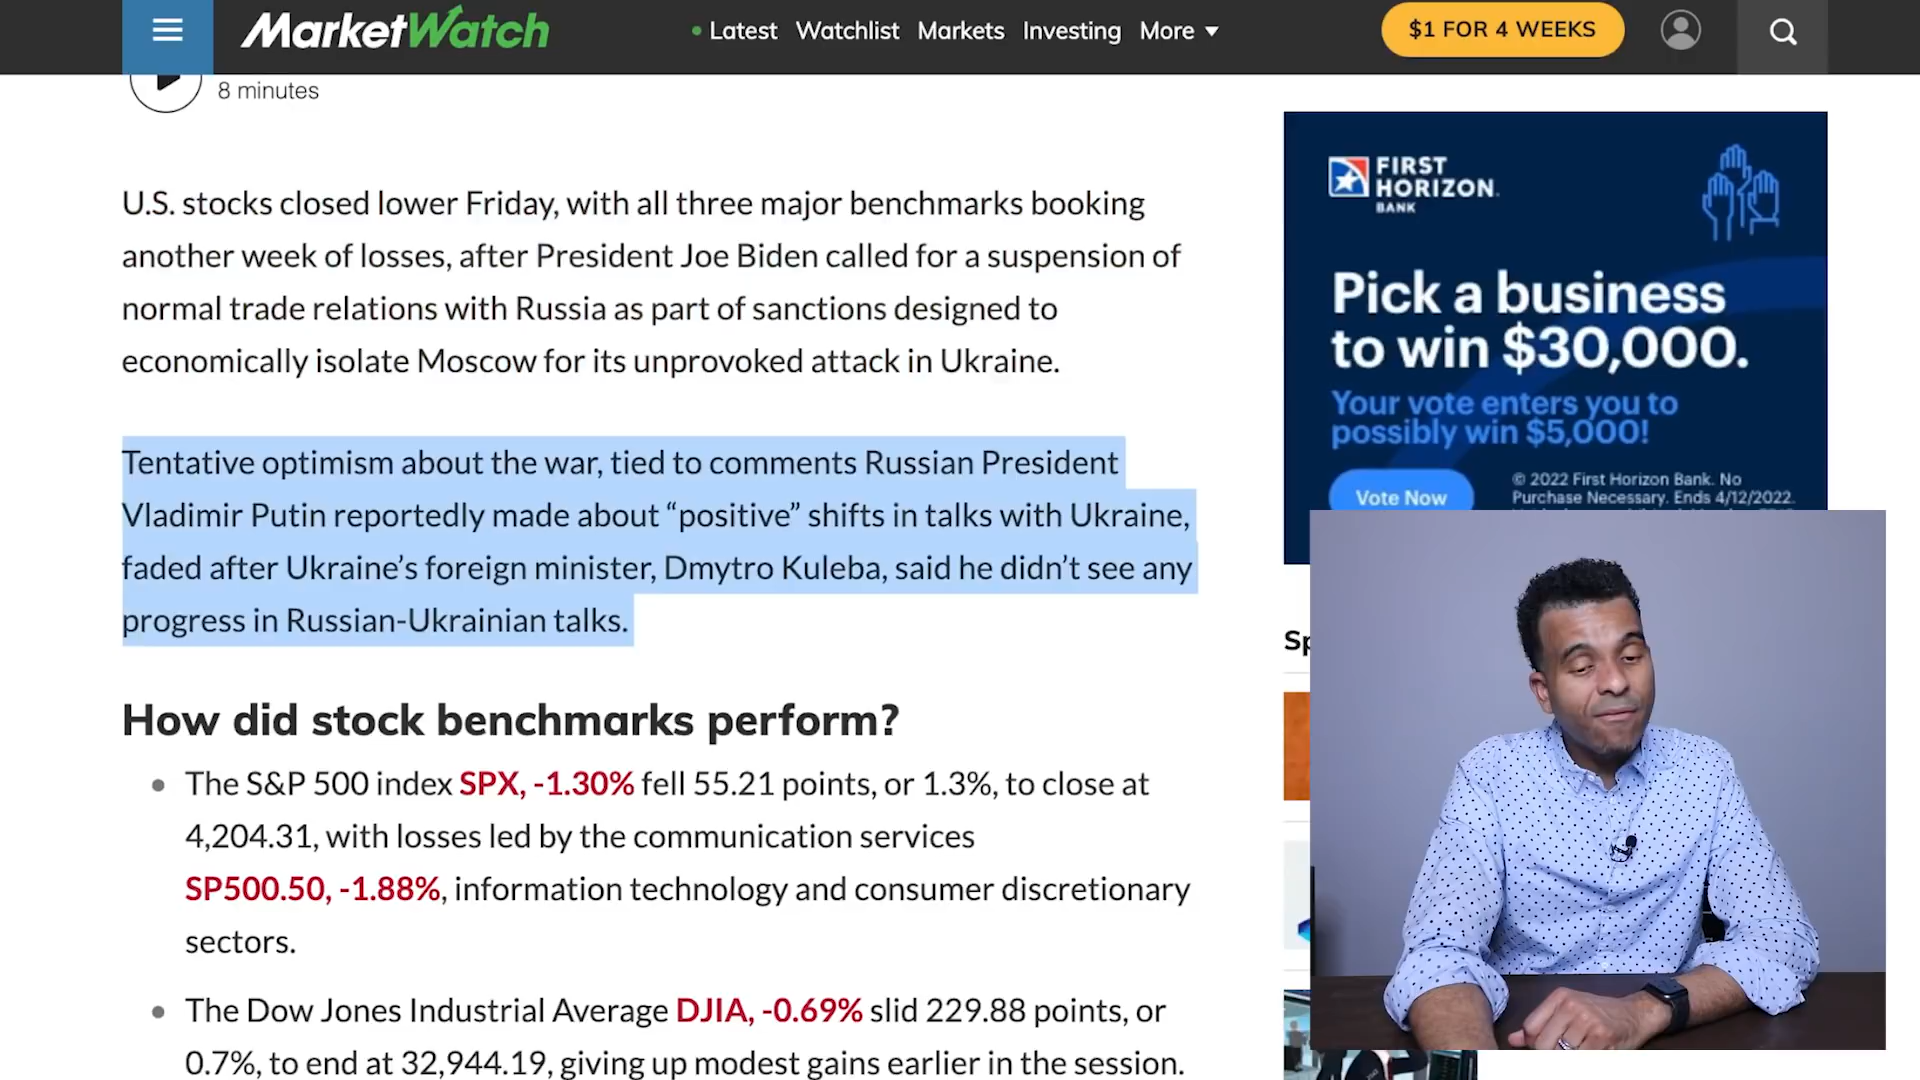 MarketWatch
Latest Watchlist Markets Investing More
$1 FOR 4 WEEKS
8 minutes
U.S. stocks closed lower Friday, with all three major benchmarks booking
another week of losses, after President Joe Biden called for a suspension of
normal trade relations with Russia as part of sanctions designed to
economically isolate Moscow for its unprovoked attack in Ukraine.
Tentative optimism about the war, tied to comments Russian President
Vladimir Putin reportedly made about “positive” shifts in talks with Ukraine,
faded after Ukraine’s foreign minister, Dmytro Kuleba, said he didn’t see any
progress in Russian-Ukrainian talks.
How did stock benchmarks perform?
The S&P 500 index SPX, -1.30% fell 55.21 points, or 1.3%, to close at
4,204.31, with losses led by the communication services
SP500.50, -1.88%, information technology and consumer discretionary
sectors.
The Dow Jones Industrial Average DJIA, -0.69% slid 229.88 points, or
0.7%, to end at 32,944.19, giving up modest gains earlier in the session.
FIRST
HORIZON
BANK
Pick a business
to win $30,000.
Your vote enters you to
possibly win $5,000!
Vote Now
© 2022 First Horizon Bank. No
Purchase Necessary. Ends 4/12/2022.
Sp